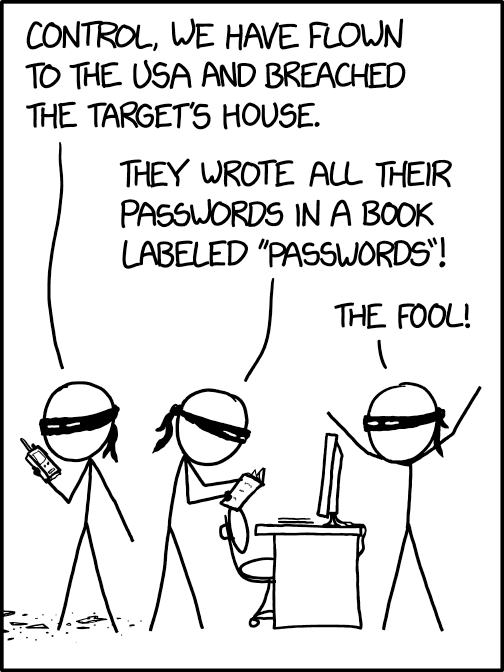 CONTROL, WE HAVE FLOWN
TO THE USA AND BREACHED
THE TARGET'S HOUSE.
THEY WROTE ALL THEIR
PASSWORDS IN A BOOK
LABELED "PASSWORDS"!
THE FOOL!